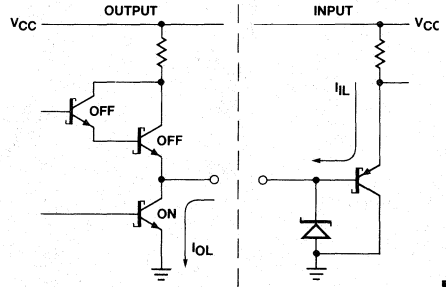 OUTPUT
INPUT
VCC
VCC
OFF
OFF
ON
IOL
IIL